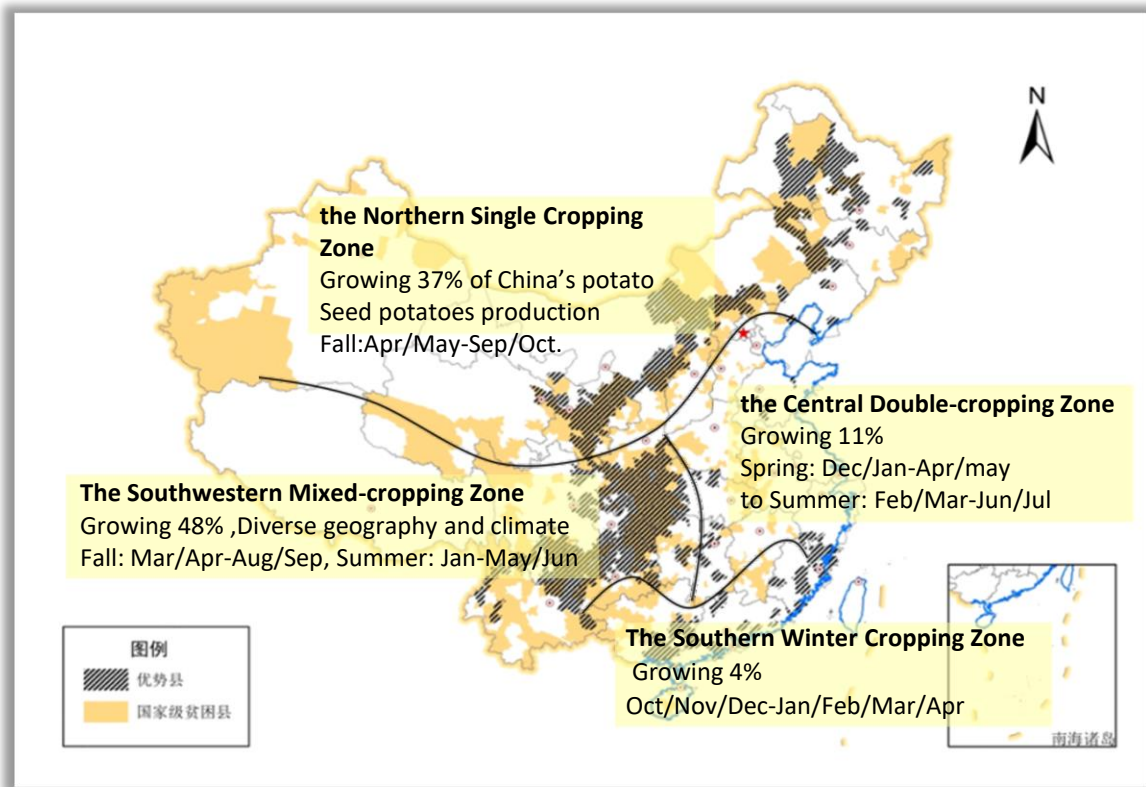 N
the Northern Single Cropping
Zone
Growing 37% of China’s potato
Seed potatoes production
Fall:Apr/May-Sep/Oct.
the Central Double-cropping Zone
Growing 11%
Spring: Dec/Jan-Apr/may
to Summer: Feb/Mar-Jun/Jul
The Southwestern Mixed-cropping Zone
Growing 48% ,Diverse geography and climate
Fall: Mar/Apr-Aug/Sep, Summer: Jan-May/Jun
The Southern Winter Cropping Zone
Growing 4%
Oct/Nov/Dec-Jan/Feb/Mar/Apr
图例
优势县
国家级贫困县
南海诸岛